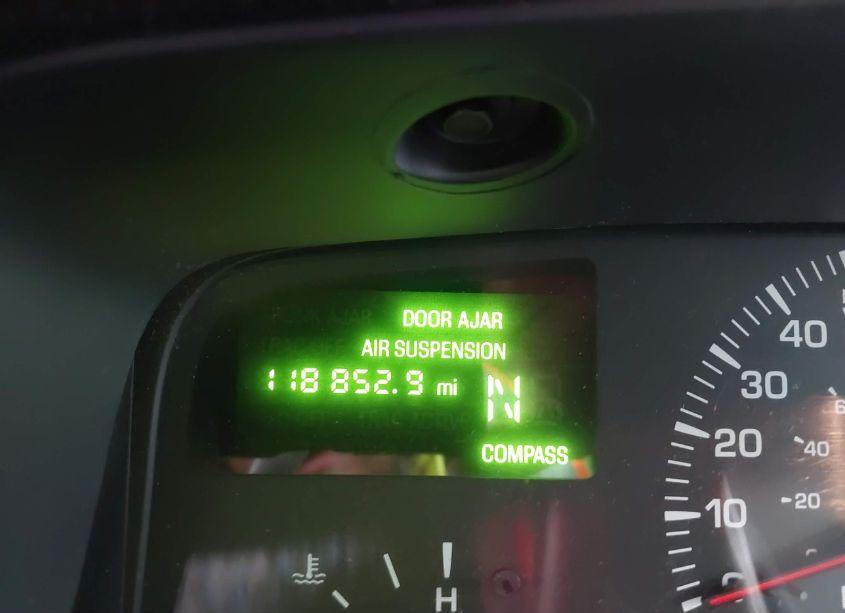 DOOR AJAR
AIR SUSPENSION
118 852.9 mi
N
COMPASS
40
30
20
10
40
20
H